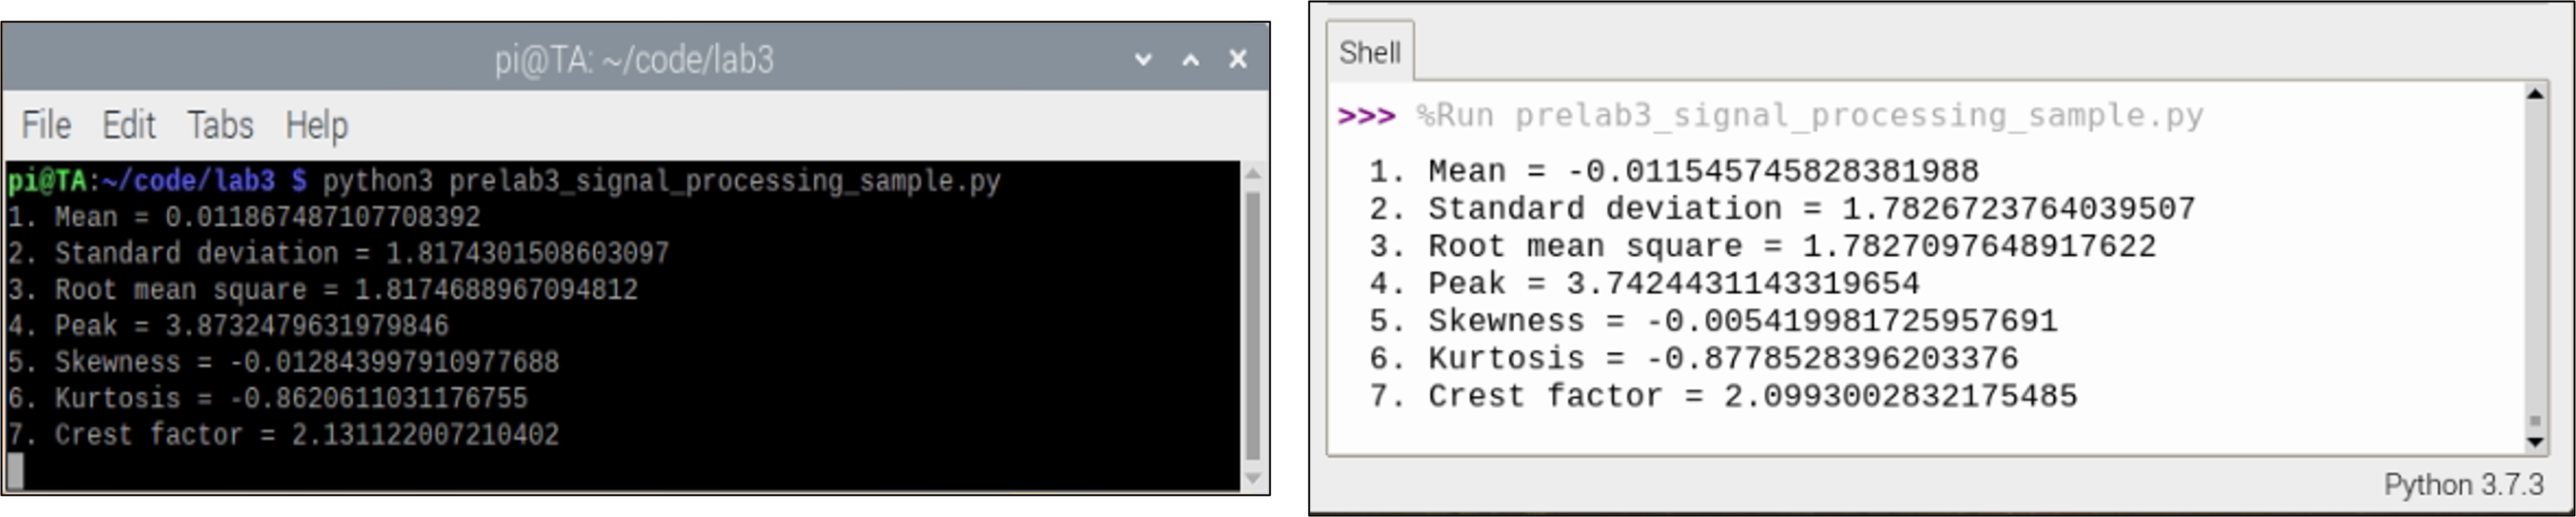 pi@TA: ~/code/lab3
File Edit Tabs Help
pi@TA:~/code/lab3 $ python3 prelab3_signal_processing_sample.py
1. Mean = 0.011867487107708392
2. Standard deviation = 1.8174301508603097
3. Root mean square = 1.8174688967094812
4. Peak = 3.8732479631979846
5. Skewness = -0.012843997910977688
6. Kurtosis = -0.8620611031176755
7. Crest factor = 2.131122007210402
Shell
>>> %Run prelab3_signal_processing_sample.py
1. Mean = -0.011545745828381988
2. Standard deviation = 1.7826723764039507
3. Root mean square = 1.7827097648917622
4. Peak = 3.7424431143319654
5. Skewness = -0.005419981725957691
6. Kurtosis = -0.8778528396203376
7. Crest factor = 2.0993002832175485
Python 3.7.3